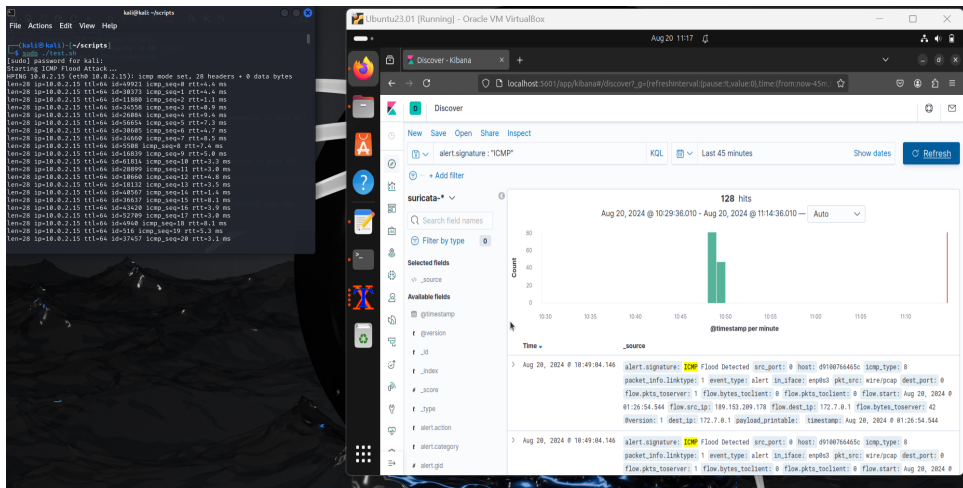 kali@kali: ~/scripts
File Actions Edit View Help
(kali㉿kali)-[~/scripts]
$ sudo ./test.sh
[sudo] password for kali:
Starting ICMP Flood Attack...
HPING 10.0.2.15 (eth0 10.0.2.15): icmp mode set, 28 headers + 0 data bytes
len=28 ip=10.0.2.15 ttl=64 id=49921 icmp_seq=0 rtt=4.4 ms
len=28 ip=10.0.2.15 ttl=64 id=30373 icmp_seq=1 rtt=4.4 ms
len=28 ip=10.0.2.15 ttl=64 id=11880 icmp_seq=2 rtt=1.1 ms
len=28 ip=10.0.2.15 ttl=64 id=34558 icmp_seq=3 rtt=0.9 ms
len=28 ip=10.0.2.15 ttl=64 id=26084 icmp_seq=4 rtt=9.4 ms
len=28 ip=10.0.2.15 ttl=64 id=56654 icmp_seq=5 rtt=7.3 ms
len=28 ip=10.0.2.15 ttl=64 id=30605 icmp_seq=6 rtt=4.7 ms
len=28 ip=10.0.2.15 ttl=64 id=34660 icmp_seq=7 rtt=8.5 ms
len=28 ip=10.0.2.15 ttl=64 id=5508 icmp_seq=8 rtt=7.4 ms
len=28 ip=10.0.2.15 ttl=64 id=16839 icmp_seq=9 rtt=5.0 ms
len=28 ip=10.0.2.15 ttl=64 id=61814 icmp_seq=10 rtt=3.3 ms
len=28 ip=10.0.2.15 ttl=64 id=28899 icmp_seq=11 rtt=3.0 ms
len=28 ip=10.0.2.15 ttl=64 id=10660 icmp_seq=12 rtt=4.8 ms
len=28 ip=10.0.2.15 ttl=64 id=18132 icmp_seq=13 rtt=3.5 ms
len=28 ip=10.0.2.15 ttl=64 id=40567 icmp_seq=14 rtt=1.4 ms
len=28 ip=10.0.2.15 ttl=64 id=36637 icmp_seq=15 rtt=8.1 ms
len=28 ip=10.0.2.15 ttl=64 id=43420 icmp_seq=16 rtt=3.9 ms
len=28 ip=10.0.2.15 ttl=64 id=52709 icmp_seq=17 rtt=3.0 ms
len=28 ip=10.0.2.15 ttl=64 id=4940 icmp_seq=18 rtt=8.1 ms
len=28 ip=10.0.2.15 ttl=64 id=516 icmp_seq=19 rtt=5.3 ms
len=28 ip=10.0.2.15 ttl=64 id=37457 icmp_seq=20 rtt=3.1 ms
Ubuntu23.01 [Running] - Oracle VM VirtualBox
Aug 20 11:17
Discover - Kibana
localhost:5601/app/kibana#/discover?_g=(refreshInterval:(pause:!t,value:0),time:(from:now-45m
D Discover
New Save Open Share Inspect
alert.signature : "ICMP" KQL Last 45 minutes Show dates Refresh
+ Add filter
suricata-*
Search field names
Filter by type 0
Selected fields
_source
Available fields
@timestamp
t @version
t _id
t _index
# _score
t _type
t alert.action
t alert.category
# alert.gid
128 hits
Aug 20, 2024 @ 10:29:36.010 - Aug 20, 2024 @ 11:14:36.010 — Auto
Count
80
60
40
20
0
10:30 10:35 10:40 10:45 10:50 10:55 11:00 11:05 11:10
@timestamp per minute
Time _source
Aug 20, 2024 @ 10:49:04.146 alert.signature: ICMP Flood Detected src_port: 0 host: d9100766465c icmp_type: 8
packet_info.linktype: 1 event_type: alert in_iface: enp0s3 pkt_src: wire/pcap dest_port: 0
flow.pkts_toserver: 1 flow.bytes_toclient: 0 flow.pkts_toclient: 0 flow.start: Aug 20, 2024 @
01:26:54.544 flow.src_ip: 189.153.209.178 flow.dest_ip: 172.7.0.1 flow.bytes_toserver: 42
@version: 1 dest_ip: 172.7.0.1 payload_printable: timestamp: Aug 20, 2024 @ 01:26:54.544
Aug 20, 2024 @ 10:49:04.146 alert.signature: ICMP Flood Detected src_port: 0 host: d9100766465c icmp_type: 8
packet_info.linktype: 1 event_type: alert in_iface: enp0s3 pkt_src: wire/pcap dest_port: 0
flow.pkts_toserver: 1 flow.bytes_toclient: 0 flow.pkts_toclient: 0 flow.start: Aug 20, 2024 @